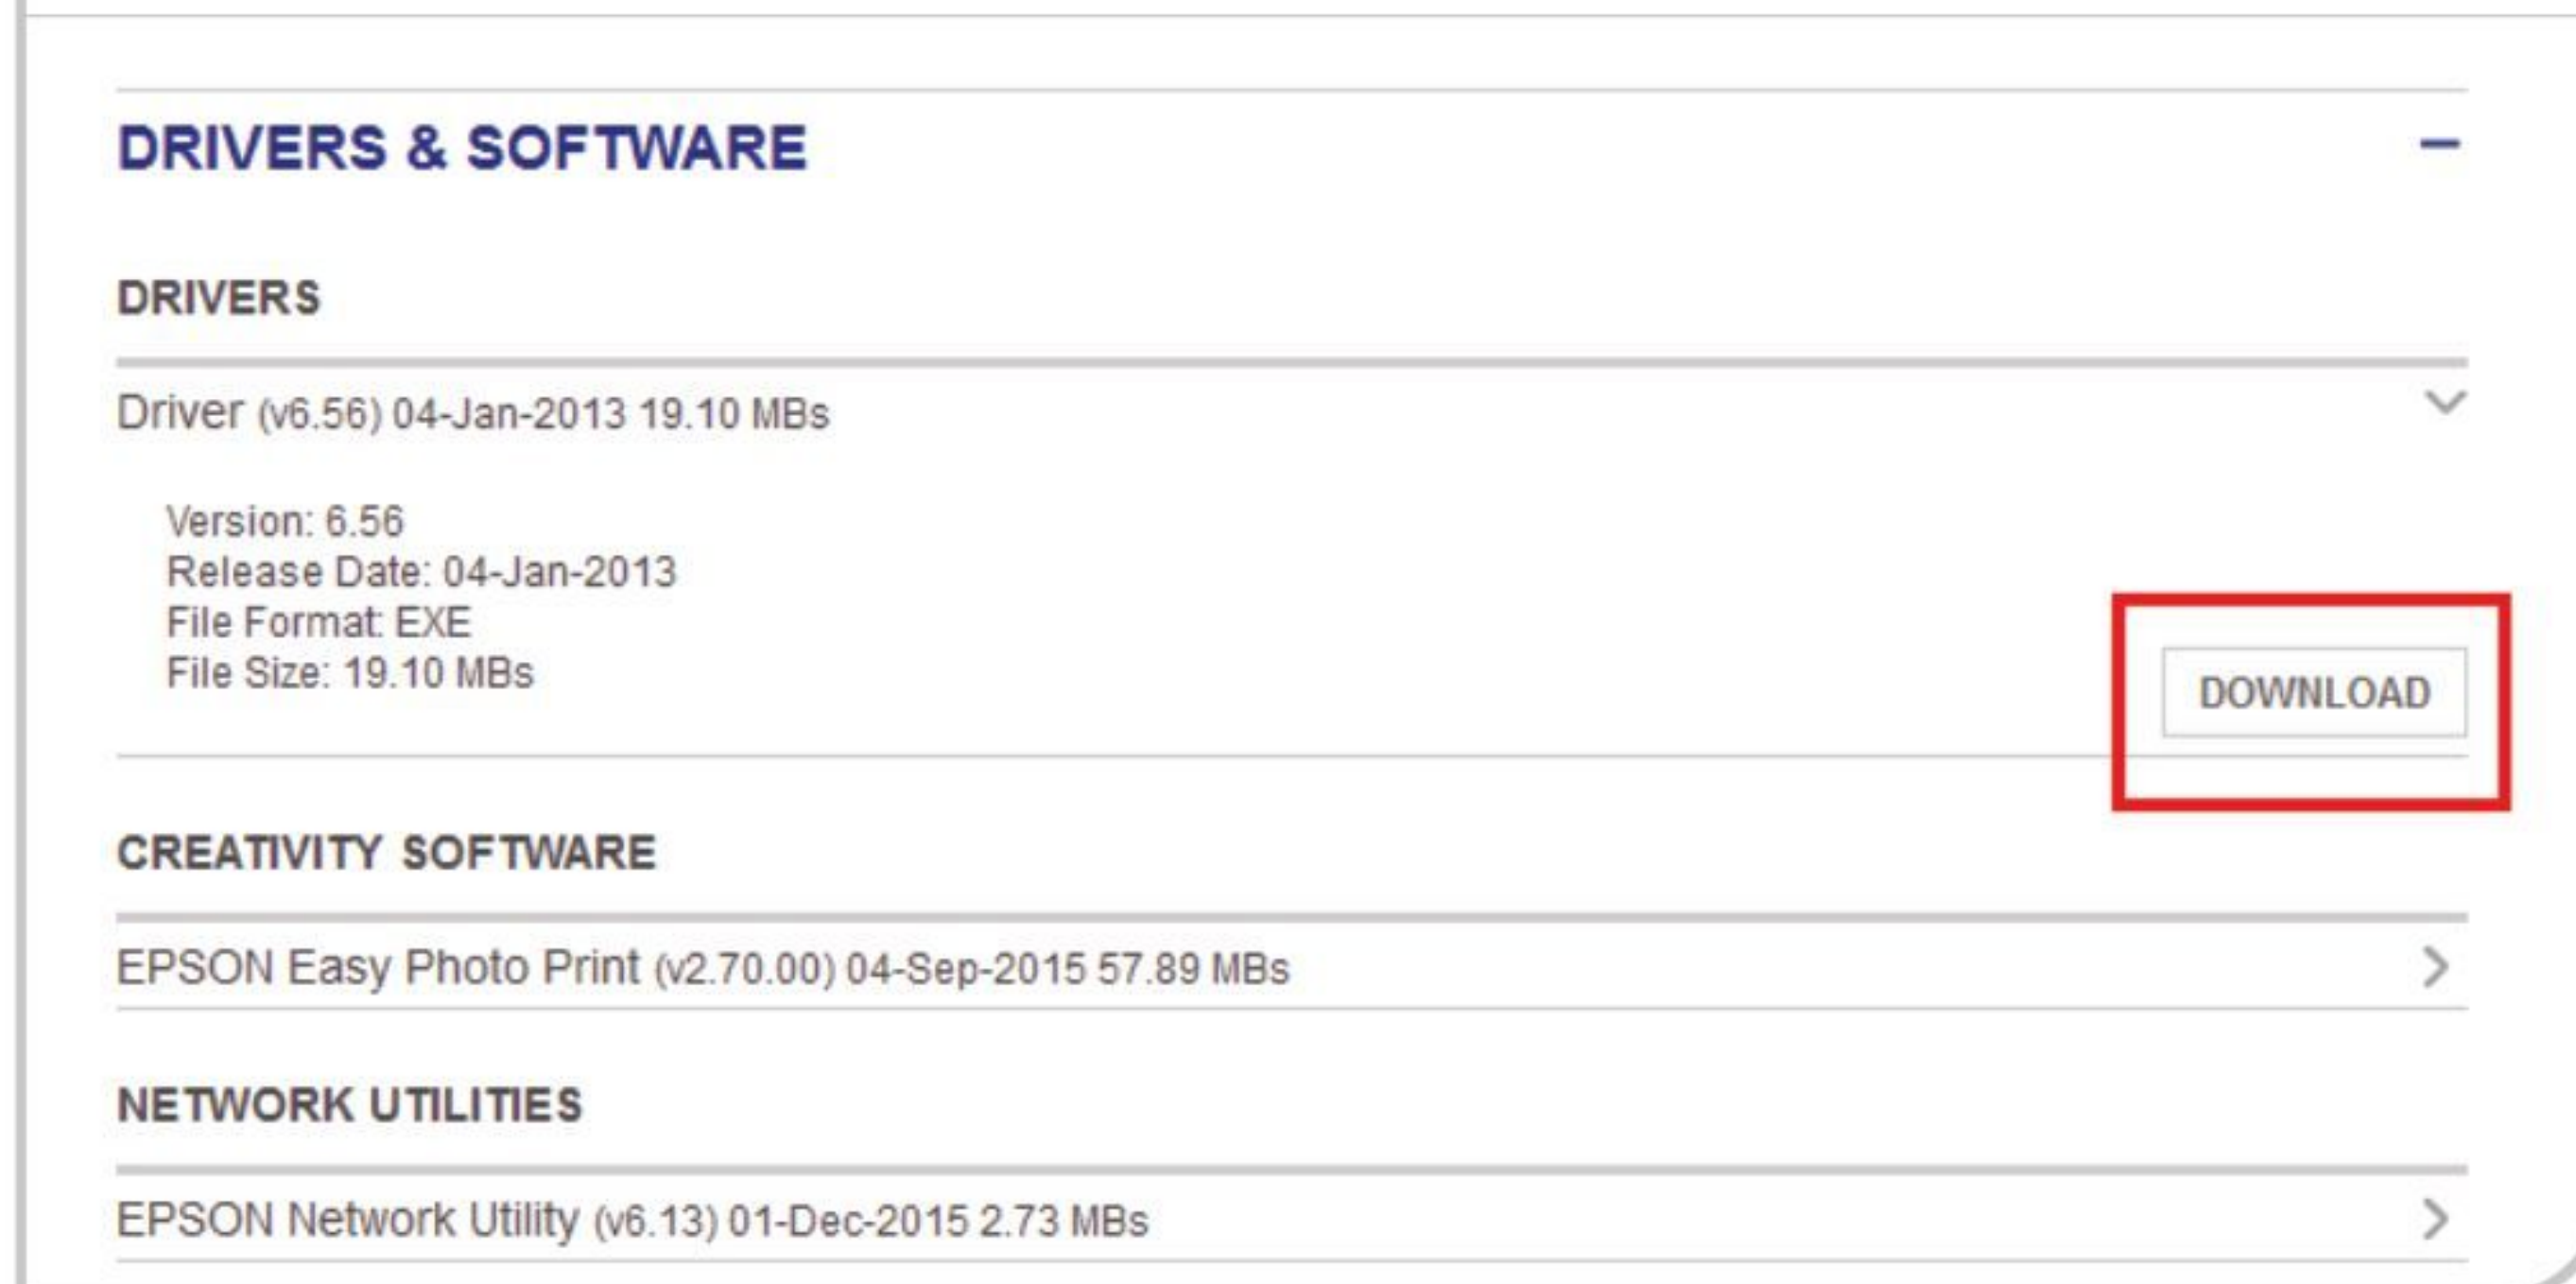 DRIVERS & SOFTWARE
DRIVERS
Driver (v6.56) 04-Jan-2013 19.10 MBs
Version: 6.56
Release Date: 04-Jan-2013
File Format: EXE
File Size: 19.10 MBs
DOWNLOAD
CREATIVITY SOFTWARE
EPSON Easy Photo Print (v2.70.00) 04-Sep-2015 57.89 MBs
NETWORK UTILITIES
EPSON Network Utility (v6.13) 01-Dec-2015 2.73 MBs